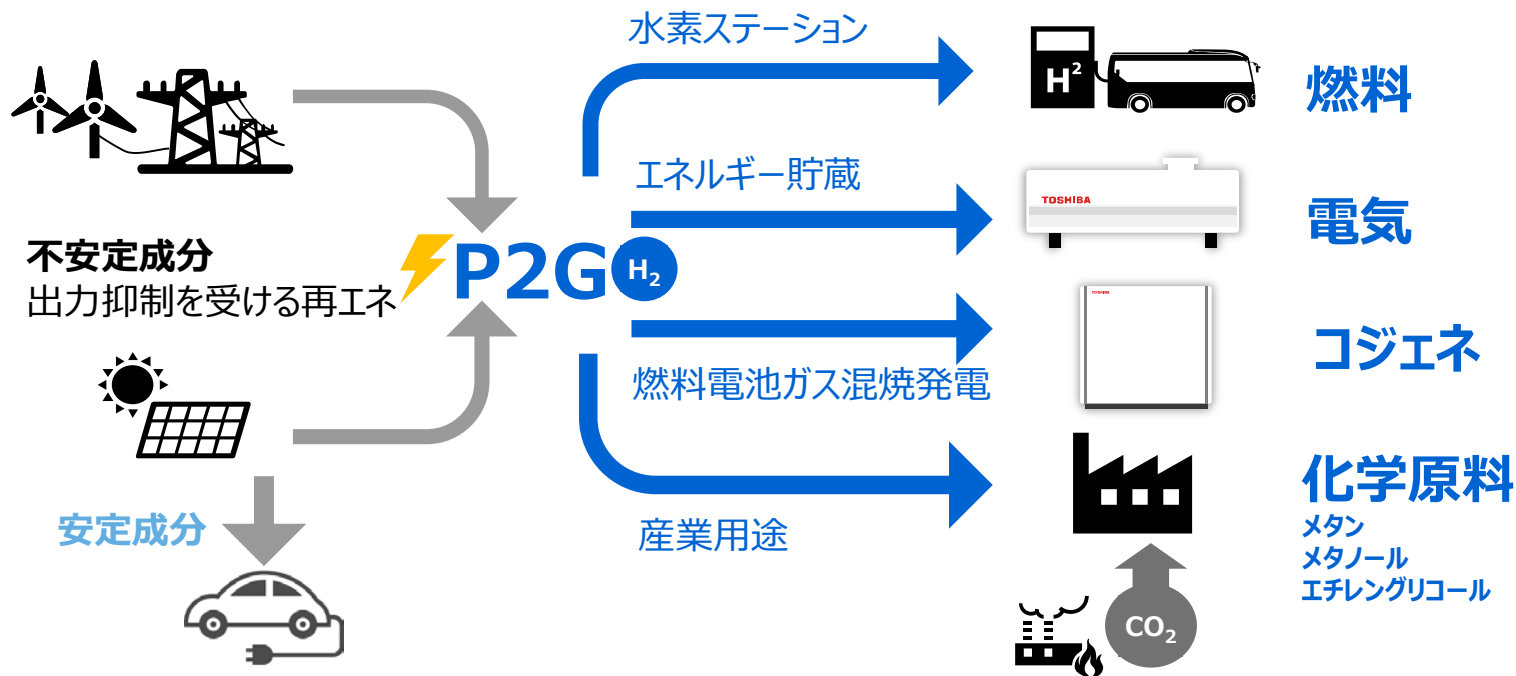 水素ステーション
H²
燃料
エネルギー貯蔵
TOSHIBA
電気
不安定成分
出力抑制を受ける再エネ
P2G
H₂
TOSHIBA
コジェネ
燃料電池ガス混焼発電
化学原料
メタン
メタノール
エチレングリコール
安定成分
産業用途
CO₂